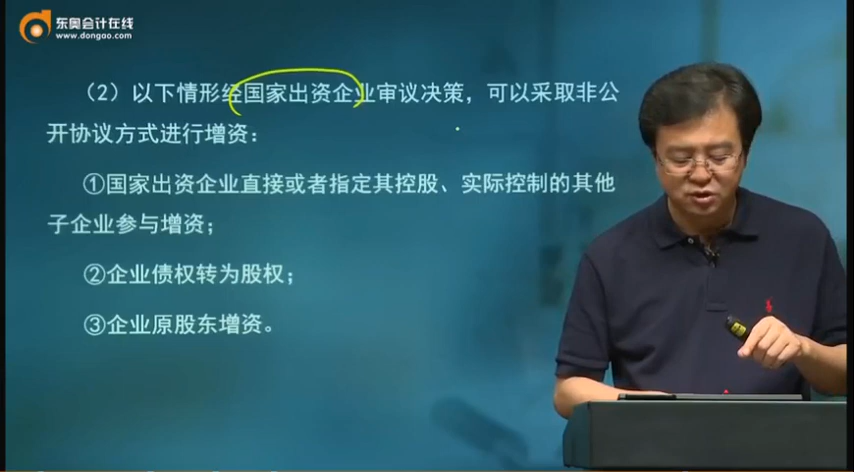 东奥会计在线
www.dongao.com
（2）以下情形经国家出资企业审议决策，可以采取非公
开协议方式进行增资：
①国家出资企业直接或者指定其控股、实际控制的其他
子企业参与增资；
②企业债权转为股权；
③企业原股东增资。